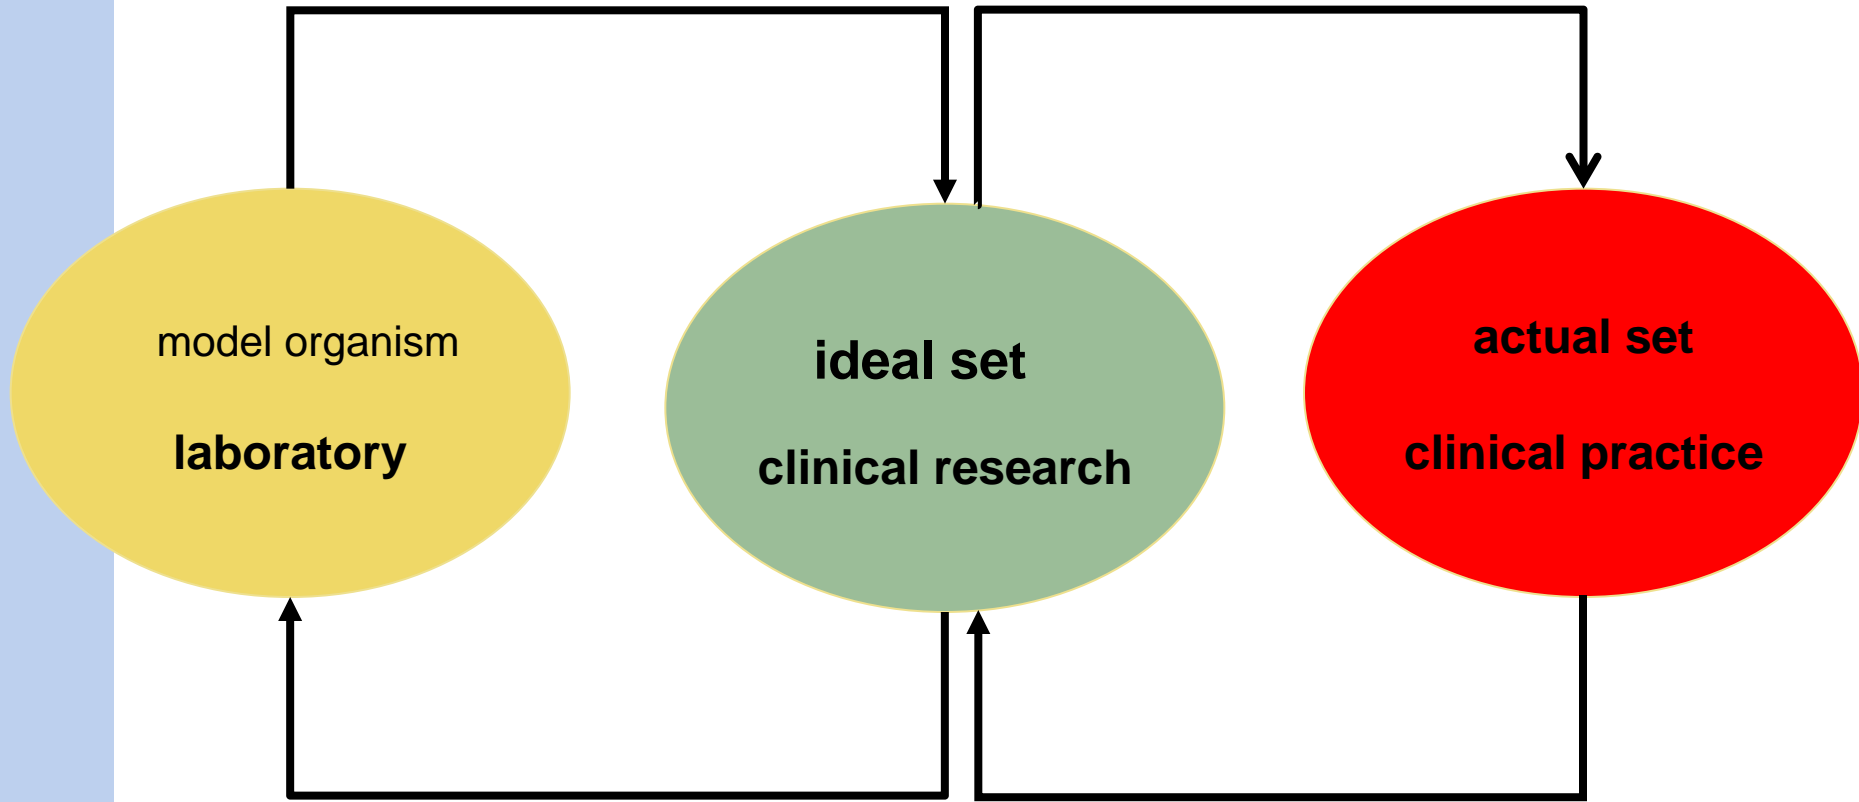 model organism
laboratory
ideal set
clinical research
actual set
clinical practice